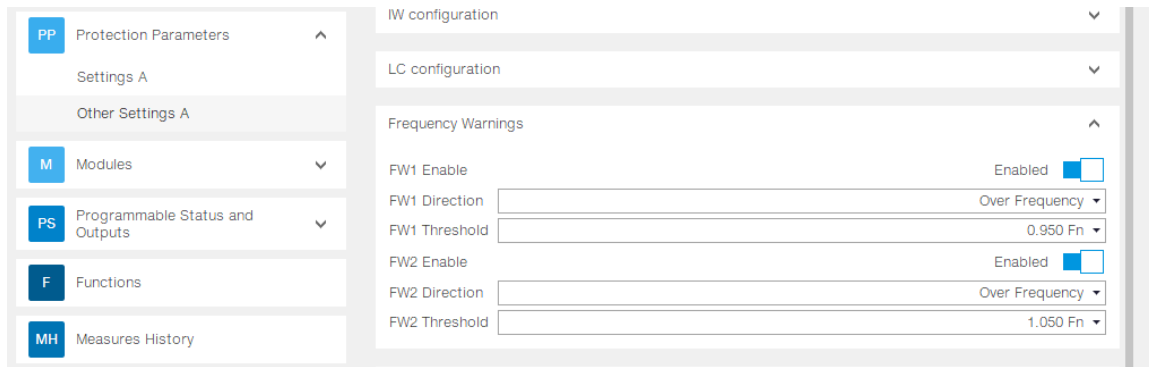 PP Protection Parameters
Settings A
Other Settings A
M Modules
PS Programmable Status and
Outputs
F Functions
MH Measures History
IW configuration
LC configuration
Frequency Warnings
FW1 Enable Enabled
FW1 Direction Over Frequency
FW1 Threshold 0.950 Fn
FW2 Enable Enabled
FW2 Direction Over Frequency
FW2 Threshold 1.050 Fn